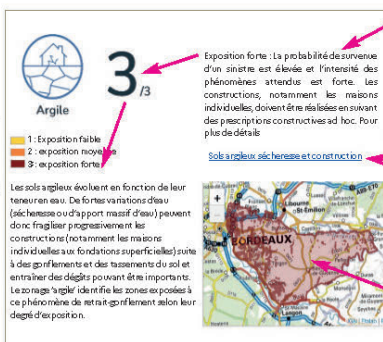 3/3
Argile
1 : Exposition faible
2 : exposition moyenne
3 : exposition forte
Les sols argileux évoluent en fonction de leur
teneur en eau. De fortes variations d'eau
(sécheresse ou d'apport massif d'eau) peuvent
donc fragiliser progressivement les
constructions (notamment les maisons
individuelles aux fondations superficielles) suite
à des gonflements et des tassements du sol et
entraîner des dégâts pouvant être importants.
Le zonage 'argile' identifie les zones exposées à
ce phénomène de retrait-gonflement selon leur
degré d'exposition.
Exposition forte : La probabilité de survenue
d'un sinistre est élevée et l'intensité des
phénomènes attendus est forte. Les
constructions, notamment les maisons
individuelles, doivent être réalisées en suivant
des prescriptions constructives ad hoc. Pour
plus de détails
Sols argileux sécheresse et construction
+
Libourne
St-Émilion
BORDEAUX
Langon